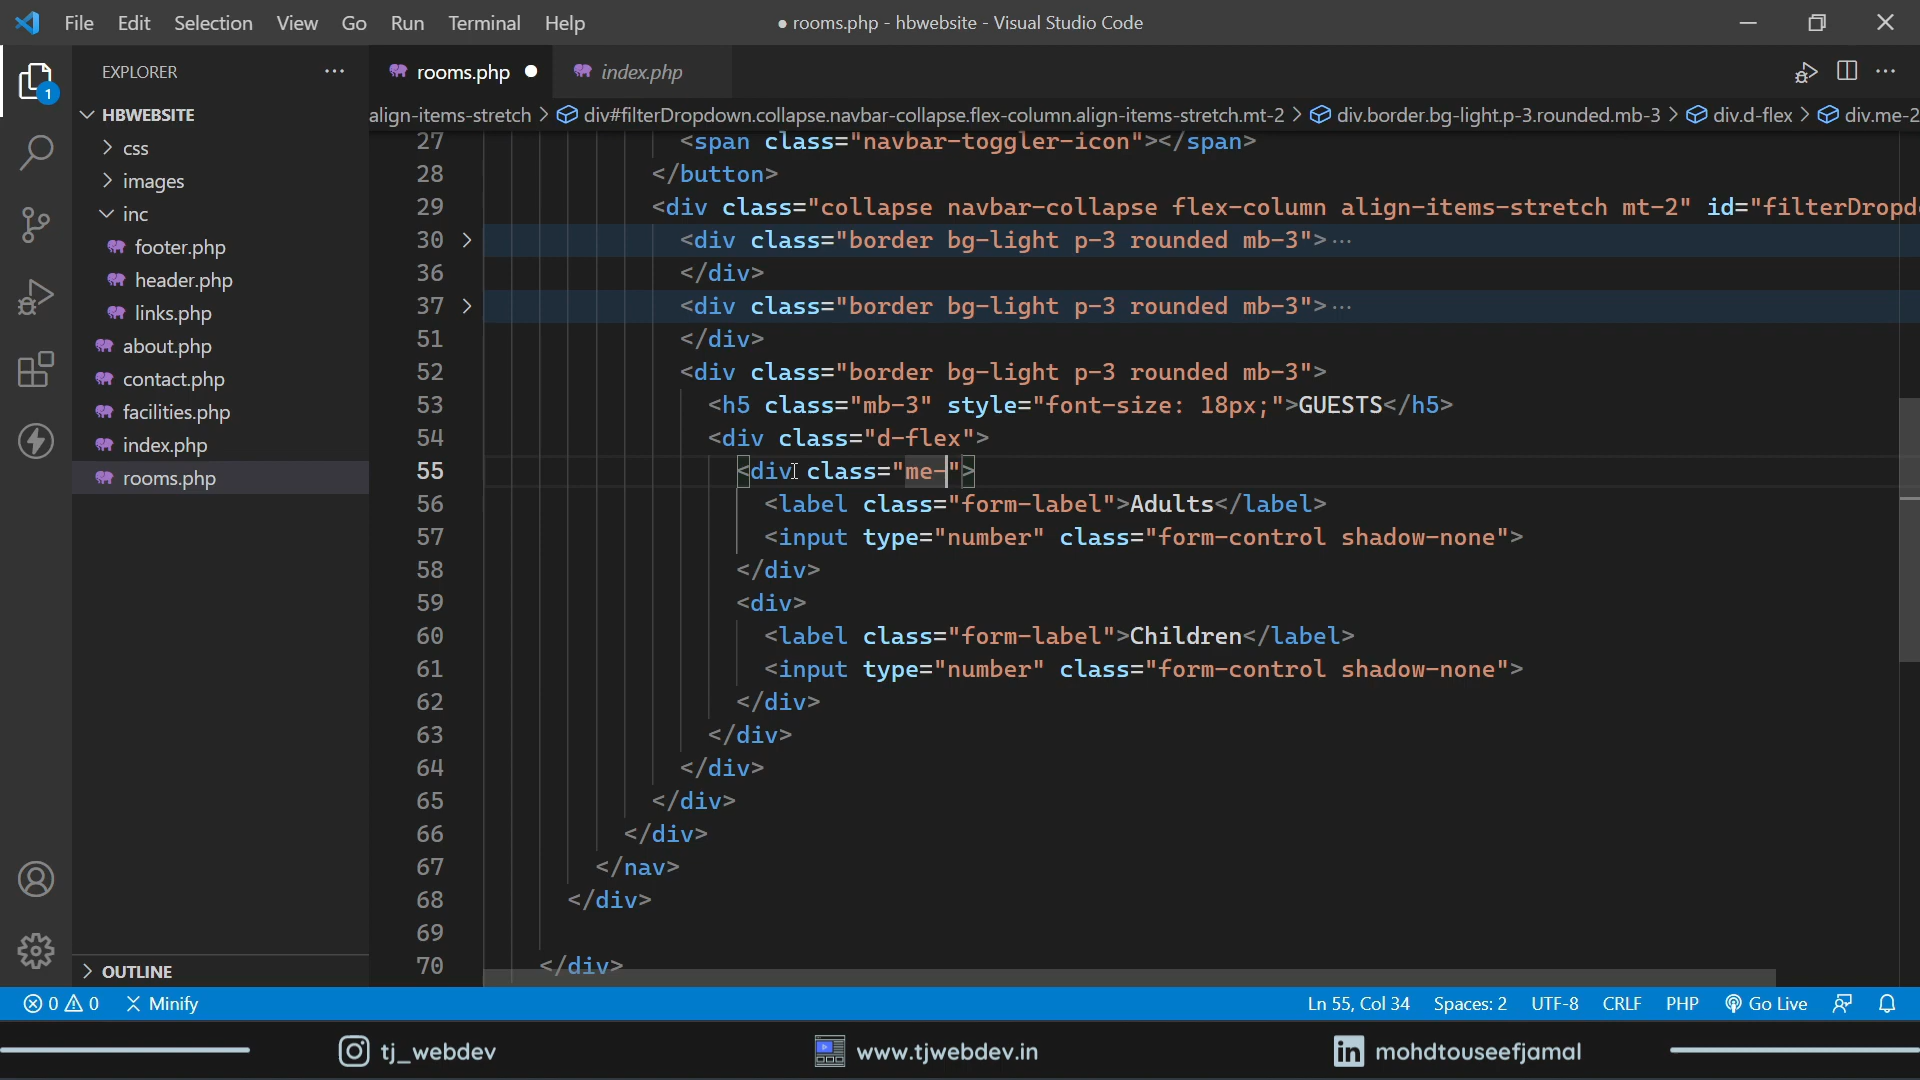 File Edit Selection View Go Run Terminal Help
● rooms.php - hbwebsite - Visual Studio Code
EXPLORER
1
HBWEBSITE
css
images
inc
footer.php
header.php
links.php
about.php
contact.php
facilities.php
index.php
rooms.php
OUTLINE
rooms.php
index.php
align-items-stretch > div#filterDropdown.collapse.navbar-collapse.flex-column.align-items-stretch.mt-2 > div.border.bg-light.p-3.rounded.mb-3 > div.d-flex > div.me-2
27 <span class="navbar-toggler-icon"></span>
28 </button>
29 <div class="collapse navbar-collapse flex-column align-items-stretch mt-2" id="filterDropd
30 <div class="border bg-light p-3 rounded mb-3">…
36 </div>
37 <div class="border bg-light p-3 rounded mb-3">…
51 </div>
52 <div class="border bg-light p-3 rounded mb-3">
53 <h5 class="mb-3" style="font-size: 18px;">GUESTS</h5>
54 <div class="d-flex">
55 <div class="me-">
56 <label class="form-label">Adults</label>
57 <input type="number" class="form-control shadow-none">
58 </div>
59 <div>
60 <label class="form-label">Children</label>
61 <input type="number" class="form-control shadow-none">
62 </div>
63 </div>
64 </div>
65 </div>
66 </div>
67 </nav>
68 </div>
69
70 </div>
0 0 Minify
Ln 55, Col 34 Spaces: 2 UTF-8 CRLF PHP Go Live
tj_webdev
www.tjwebdev.in
in mohdtouseefjamal